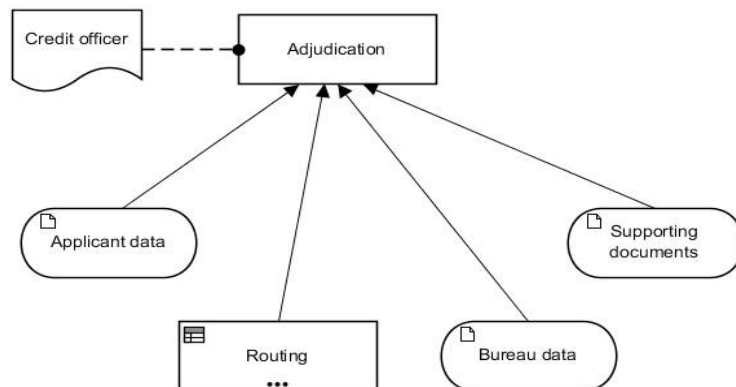 Credit officer
Adjudication
Applicant data
Supporting
documents
Routing
Bureau data